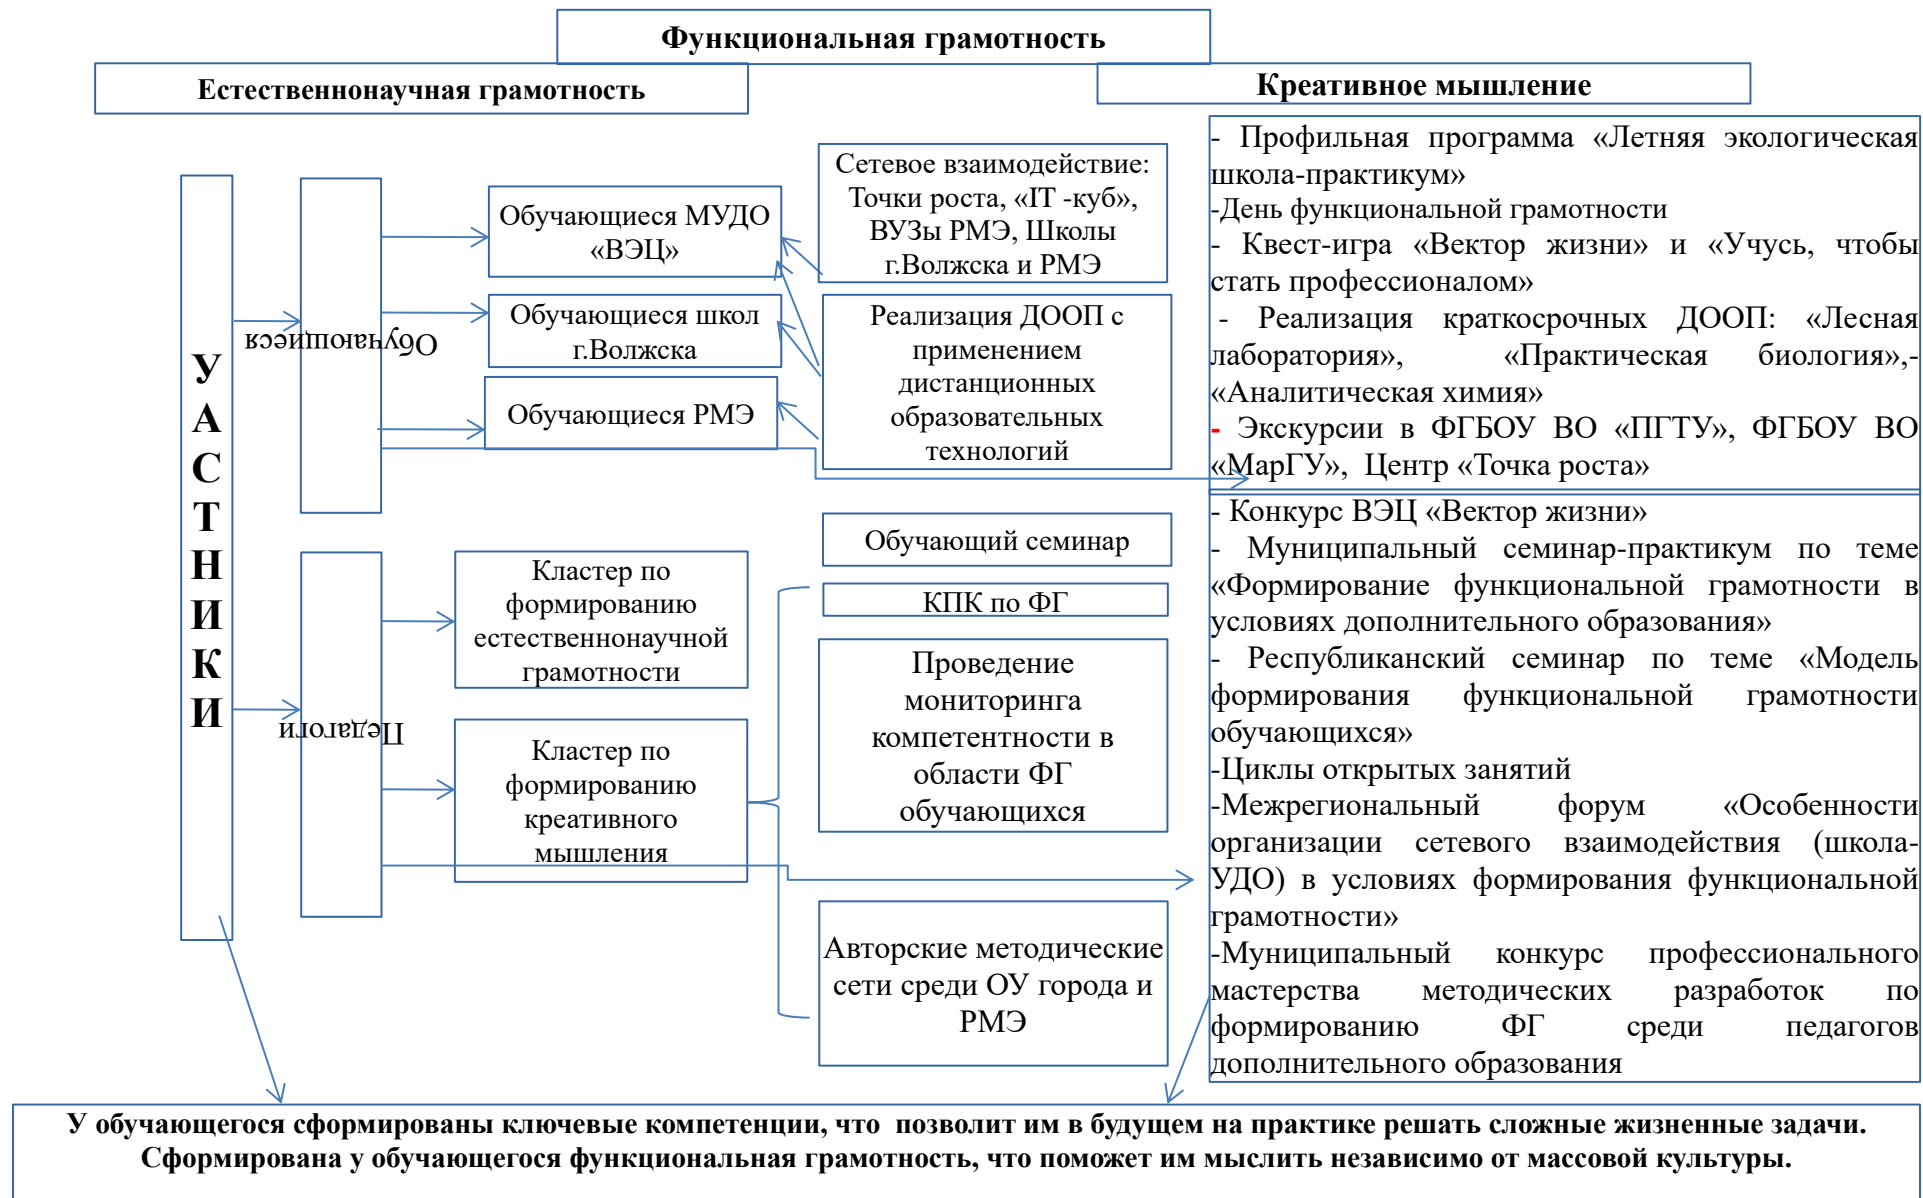 Функциональная грамотность
Естественнонаучная грамотность
Креативное мышление
УАСТНИКИ
Обучающиеся
Обучающиеся МУДО
«ВЭЦ»
Обучающиеся школ
г.Волжска
Обучающиеся РМЭ
Сетевое взаимодействие:
Точки роста, «IT -куб»,
ВУЗы РМЭ, Школы
г.Волжска и РМЭ
Реализация ДООП с
применением
дистанционных
образовательных
технологий
- Профильная программа «Летняя экологическая
школа-практикум»
-День функциональной грамотности
- Квест-игра «Вектор жизни» и «Учусь, чтобы
стать профессионалом»
- Реализация краткосрочных ДООП: «Лесная
лаборатория», «Практическая биология»,-
«Аналитическая химия»
- Экскурсии в ФГБОУ ВО «ПГТУ», ФГБОУ ВО
«МарГУ», Центр «Точка роста»
Педагоги
Кластер по
формированию
естественнонаучной
грамотности
Кластер по
формированию
креативного
мышления
Обучающий семинар
КПК по ФГ
Проведение
мониторинга
компетентности в
области ФГ
обучающихся
Авторские методические
сети среди ОУ города и
РМЭ
- Конкурс ВЭЦ «Вектор жизни»
- Муниципальный семинар-практикум по теме
«Формирование функциональной грамотности в
условиях дополнительного образования»
- Республиканский семинар по теме «Модель
формирования функциональной грамотности
обучающихся»
-Циклы открытых занятий
-Межрегиональный форум «Особенности
организации сетевого взаимодействия (школа-
УДО) в условиях формирования функциональной
грамотности»
-Муниципальный конкурс профессионального
мастерства методических разработок по
формированию ФГ среди педагогов
дополнительного образования
У обучающегося сформированы ключевые компетенции, что позволит им в будущем на практике решать сложные жизненные задачи.
Сформирована у обучающегося функциональная грамотность, что поможет им мыслить независимо от массовой культуры.